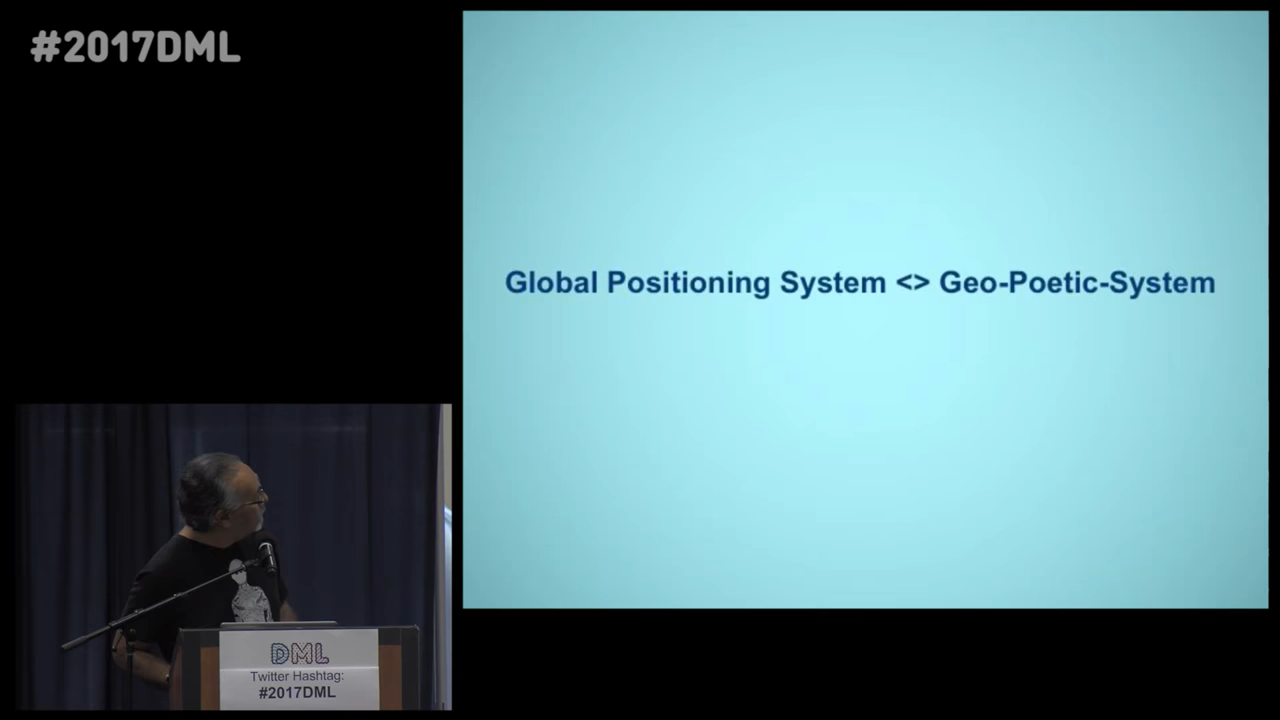 #2017DML
Global Positioning System <> Geo-Poetic-System
DML
Twitter Hashtag:
#2017DML